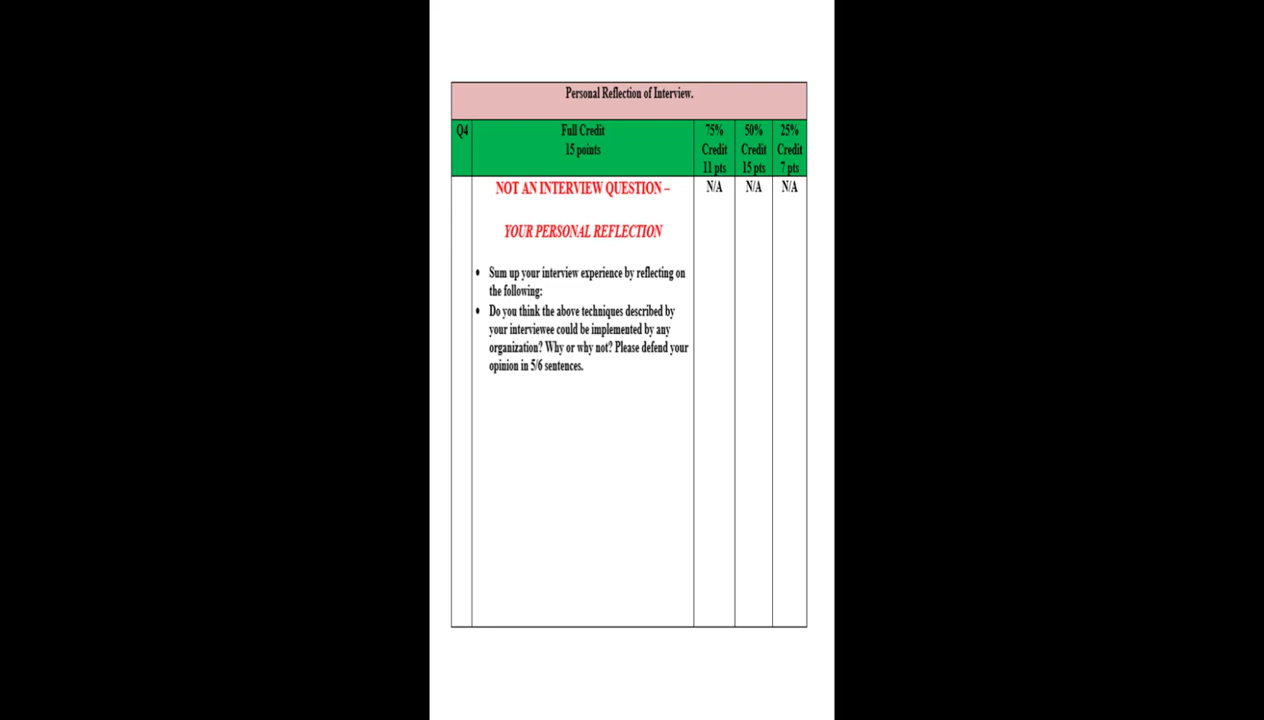 Personal Reflection of Interview.
Q4
Full Credit
15 points
75%
Credit
11 pts
50%
Credit
15 pts
25%
Credit
7 pts
NOT AN INTERVIEW QUESTION –
YOUR PERSONAL REFLECTION
• Sum up your interview experience by reflecting on
the following:
• Do you think the above techniques described by
your interviewee could be implemented by any
organization? Why or why not? Please defend your
opinion in 5/6 sentences.
N/A
N/A
N/A